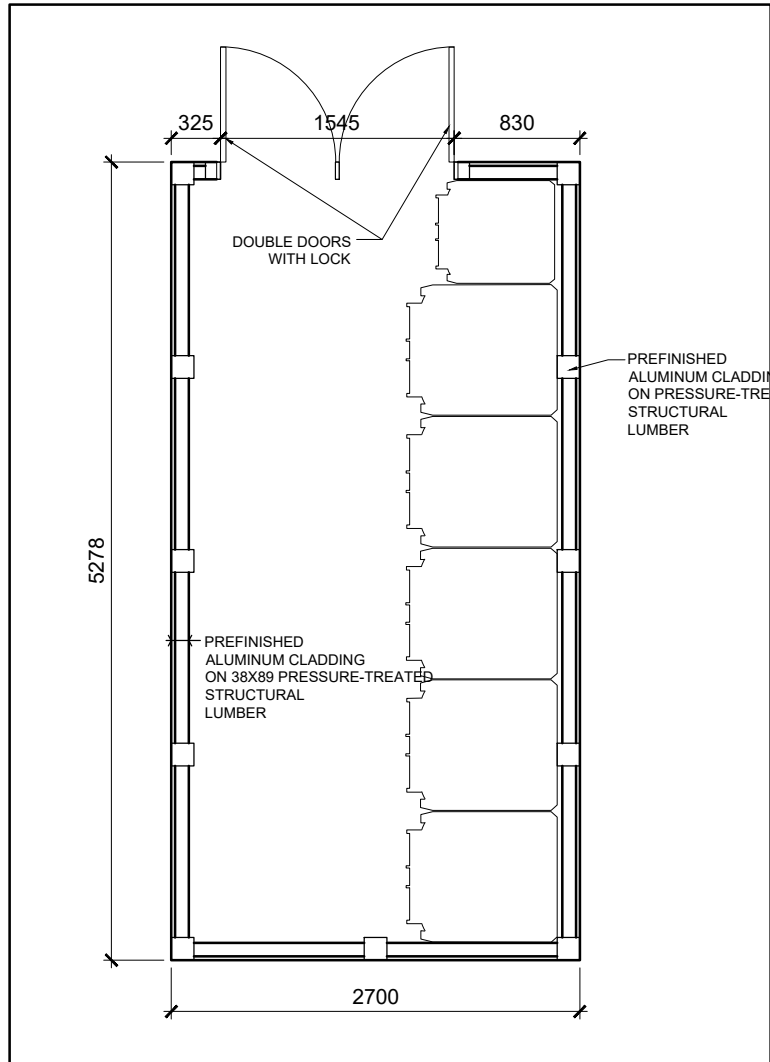 325
1545
830
DOUBLE DOORS
WITH LOCK
PREFINISHED
ALUMINUM CLADDIN
ON PRESSURE-TRE
STRUCTURAL
LUMBER
5278
PREFINISHED
ALUMINUM CLADDING
ON 38X89 PRESSURE-TREATED
STRUCTURAL
LUMBER
2700